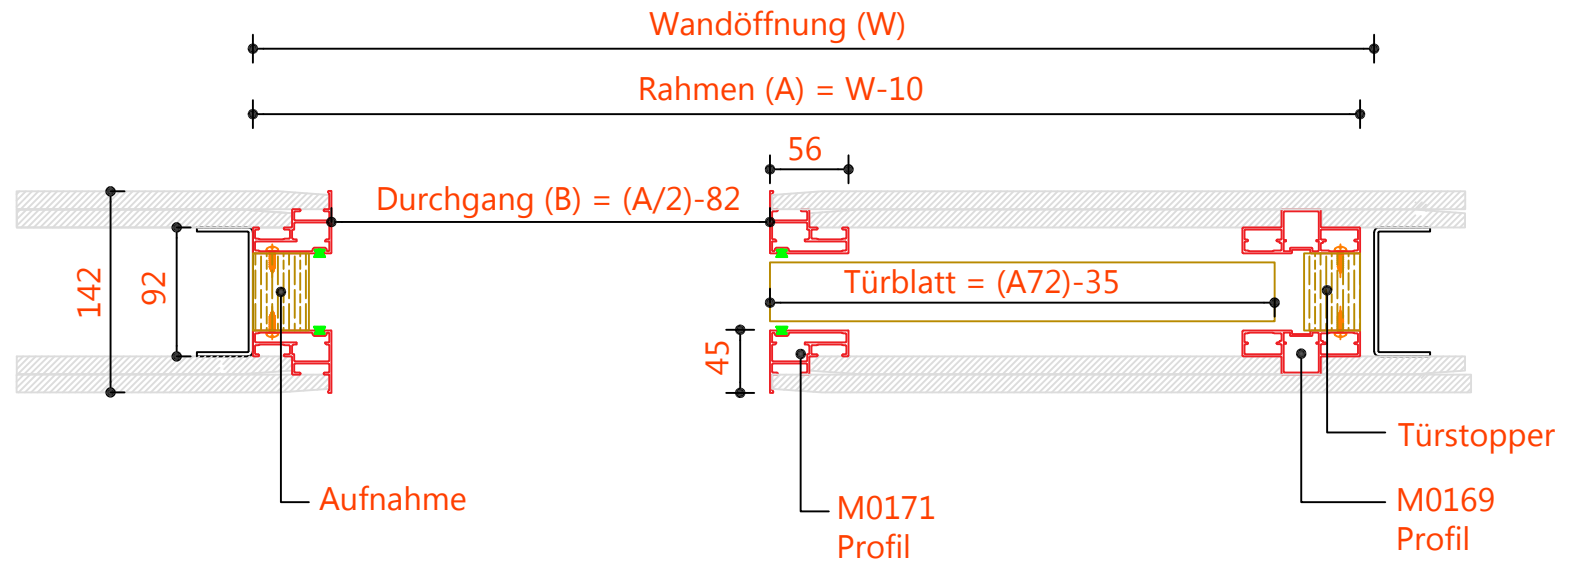 Wandöffnung (W)
Rahmen (A) = W-10
56
Durchgang (B) = (A/2)-82
142
92
Türblatt = (A72)-35
45
Türstopper
Aufnahme
M0171
Profil
M0169
Profil